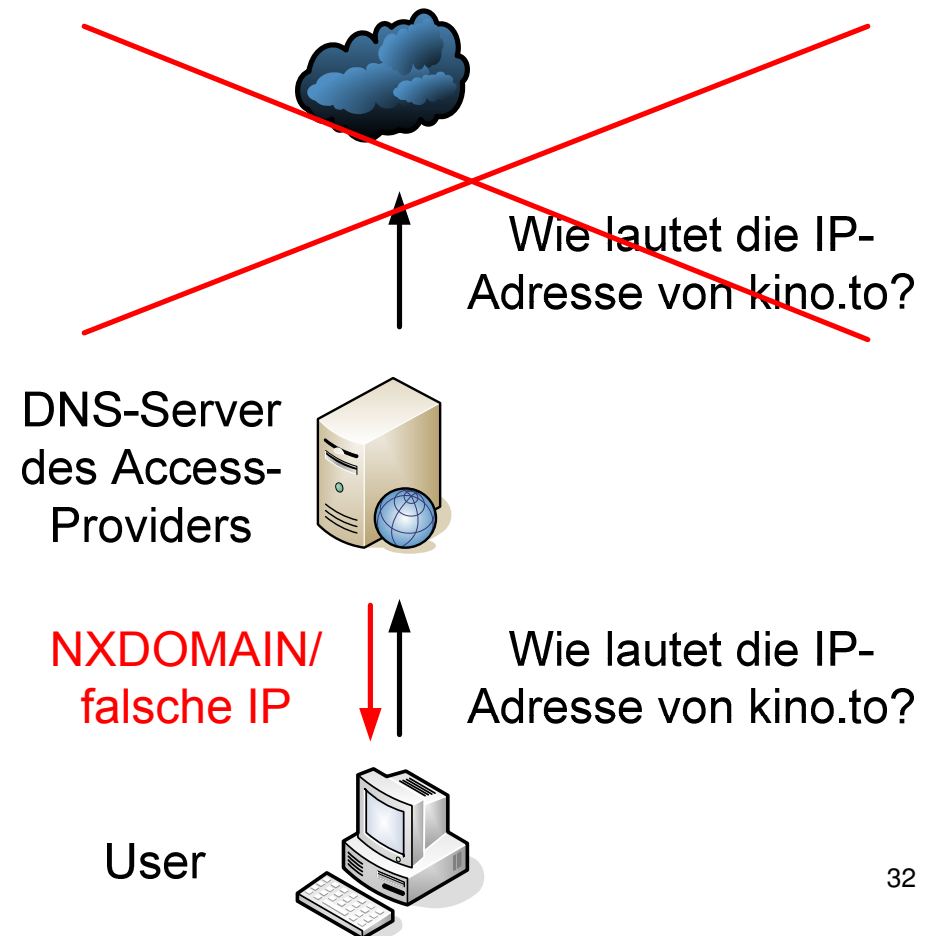 Wie lautet die IP-
Adresse von kino.to?
DNS-Server
des Access-
Providers
NXDOMAIN/
falsche IP
Wie lautet die IP-
Adresse von kino.to?
User
32